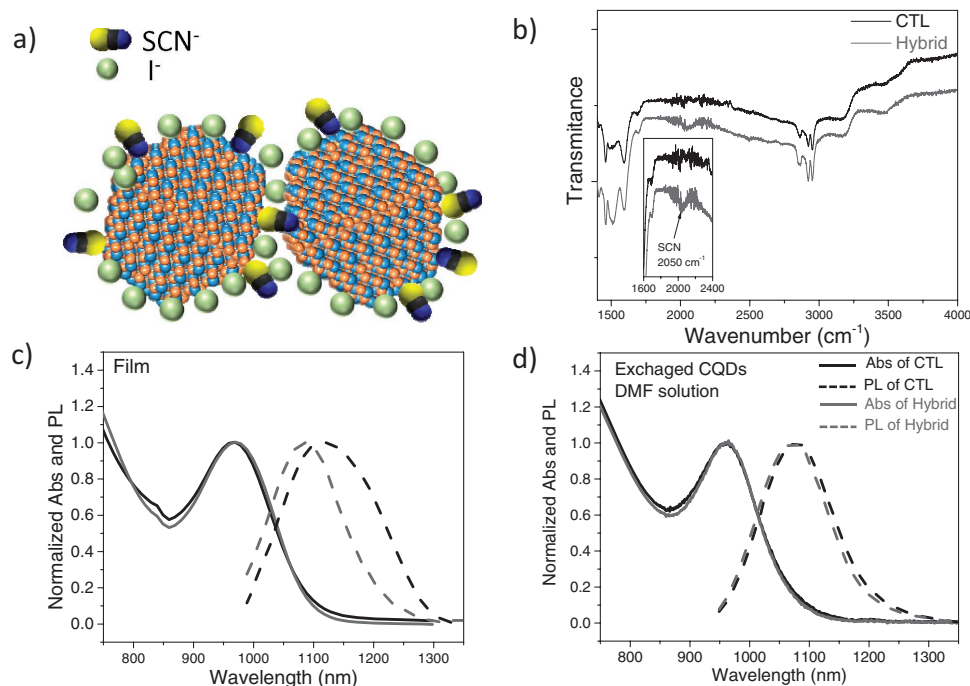 a)
SCN⁻
I⁻
b)
CTL
Hybrid
Transmitance
SCN
2050 cm⁻¹
1600 2000 2400
1500 2000 2500 3000 3500 4000
Wavenumber (cm⁻¹)
c)
Film
Normalized Abs and PL
1.4
1.2
1.0
0.8
0.6
0.4
0.2
0.0
800 900 1000 1100 1200 1300
Wavelength (nm)
d)
Exchaged CQDs
DMF solution
Abs of CTL
PL of CTL
Abs of Hybrid
PL of Hybrid
Normalized Abs and PL
1.4
1.2
1.0
0.8
0.6
0.4
0.2
0.0
800 900 1000 1100 1200 1300
Wavelength (nm)